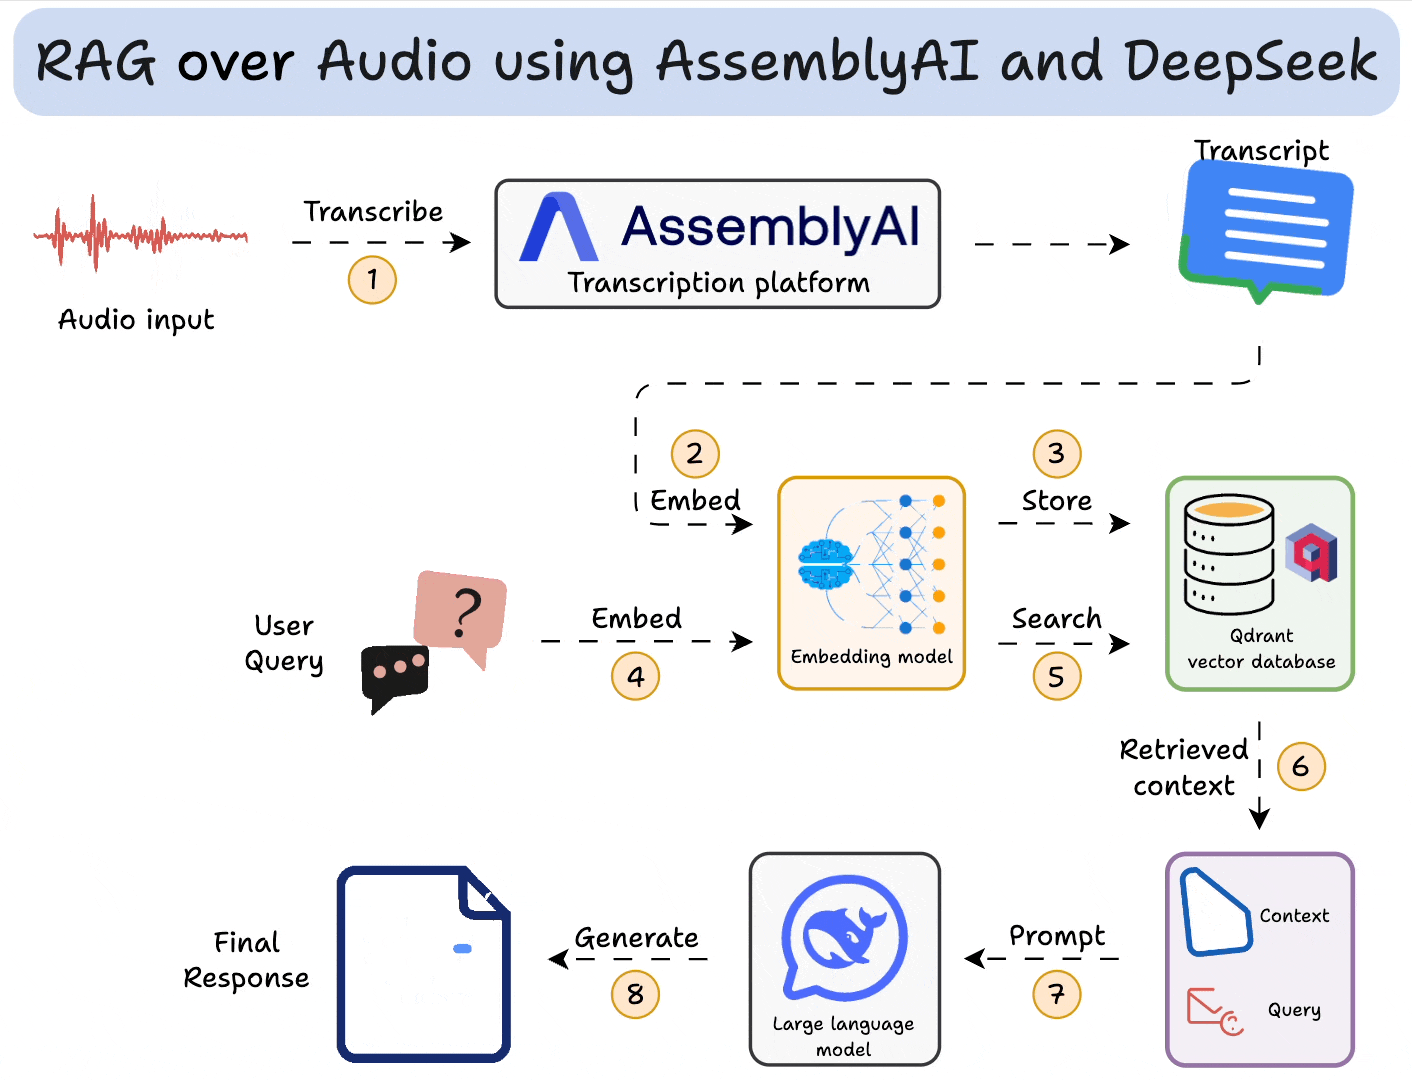 RAG over Audio using AssemblyAI and DeepSeek
Transcribe
1
Audio input
AssemblyAI
Transcription platform
Transcript
2
Embed
3
Store
User
Query
?
Embed
4
Embedding model
Search
5
Qdrant
vector database
Retrieved
context
6
Context
Query
Prompt
7
Large language
model
Generate
8
Final
Response